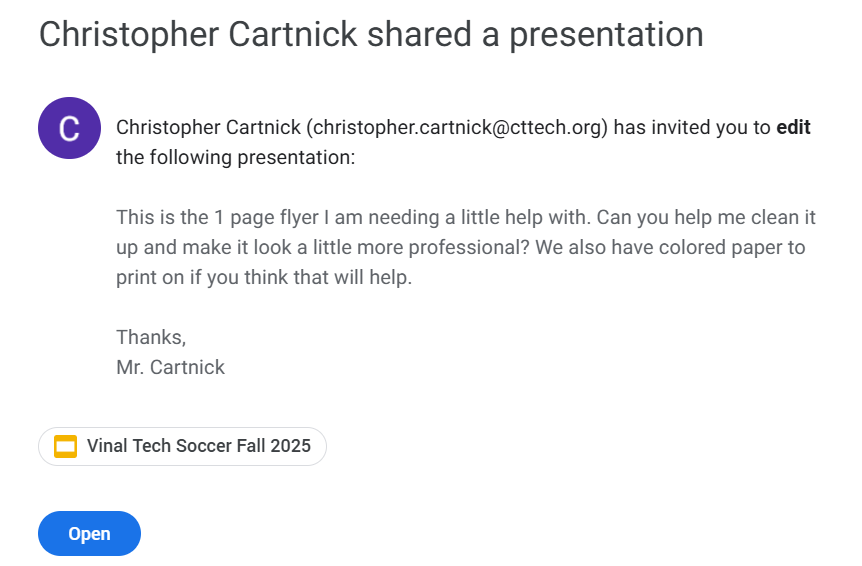 Christopher Cartnick shared a presentation
C
Christopher Cartnick (christopher.cartnick@cttech.org) has invited you to edit
the following presentation:
This is the 1 page flyer I am needing a little help with. Can you help me clean it
up and make it look a little more professional? We also have colored paper to
print on if you think that will help.
Thanks,
Mr. Cartnick
Vinal Tech Soccer Fall 2025
Open